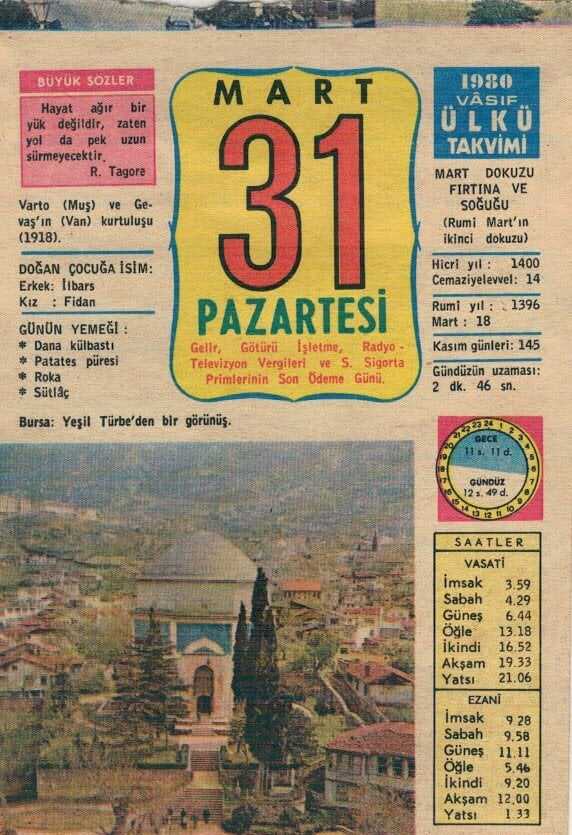 BÜYÜK SÖZLER
Hayat ağır bir
yük değildir, zaten
yol da pek uzun
sürmeyecektir.
R. Tagore
Varto (Muş) ve Ge-
vaş'ın (Van) kurtuluşu
(1918).
DOĞAN ÇOCUĞA İSİM:
Erkek: İlbars
Kız : Fidan
GÜNÜN YEMEĞİ :
* Dana külbastı
* Patates püresi
* Roka
* Sütlâç
MART
31
PAZARTESİ
Gelir, Götürü İşletme, Radyo -
Televizyon Vergileri ve S. Sigorta
Primlerinin Son Ödeme Günü.
1980
VÂSIF
ÜLKÜ
TAKVİMİ
MART DOKUZU
FIRTINA VE
SOĞUĞU
(Rumi Mart'ın
ikinci dokuzu)
Hicrî yıl : 1400
Cemaziyelevvel: 14
Rumî yıl : 1396
Mart : 18
Kasım günleri: 145
Gündüzün uzaması:
2 dk. 46 sn.
Bursa: Yeşil Türbe'den bir görünüş.
GECE
11 s. 11 d.
GÜNDÜZ
12 s. 49 d.
SAATLER
VASATİ
İmsak 3.59
Sabah 4.29
Güneş 6.44
Öğle 13.18
İkindi 16.52
Akşam 19.33
Yatsı 21.06
EZANİ
İmsak 9 28
Sabah 9.58
Güneş 11.11
Öğle 5.46
İkindi 9.20
Akşam 12.00
Yatsı 1 33